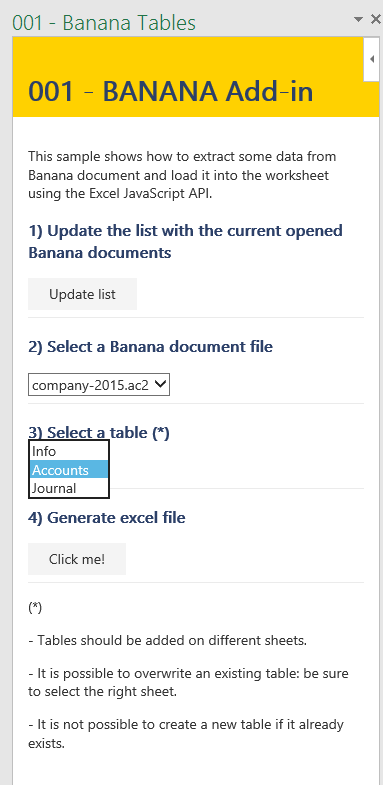 001 - Banana Tables
001 - BANANA Add-in
This sample shows how to extract some data from
Banana document and load it into the worksheet
using the Excel JavaScript API.
1) Update the list with the current opened
Banana documents
Update list
2) Select a Banana document file
company-2015.ac2
3) Select a table (*)
Info
Accounts
Journal
4) Generate excel file
Click me!
(*)
- Tables should be added on different sheets.
- It is possible to overwrite an existing table: be sure
to select the right sheet.
- It is not possible to create a new table if it already
exists.